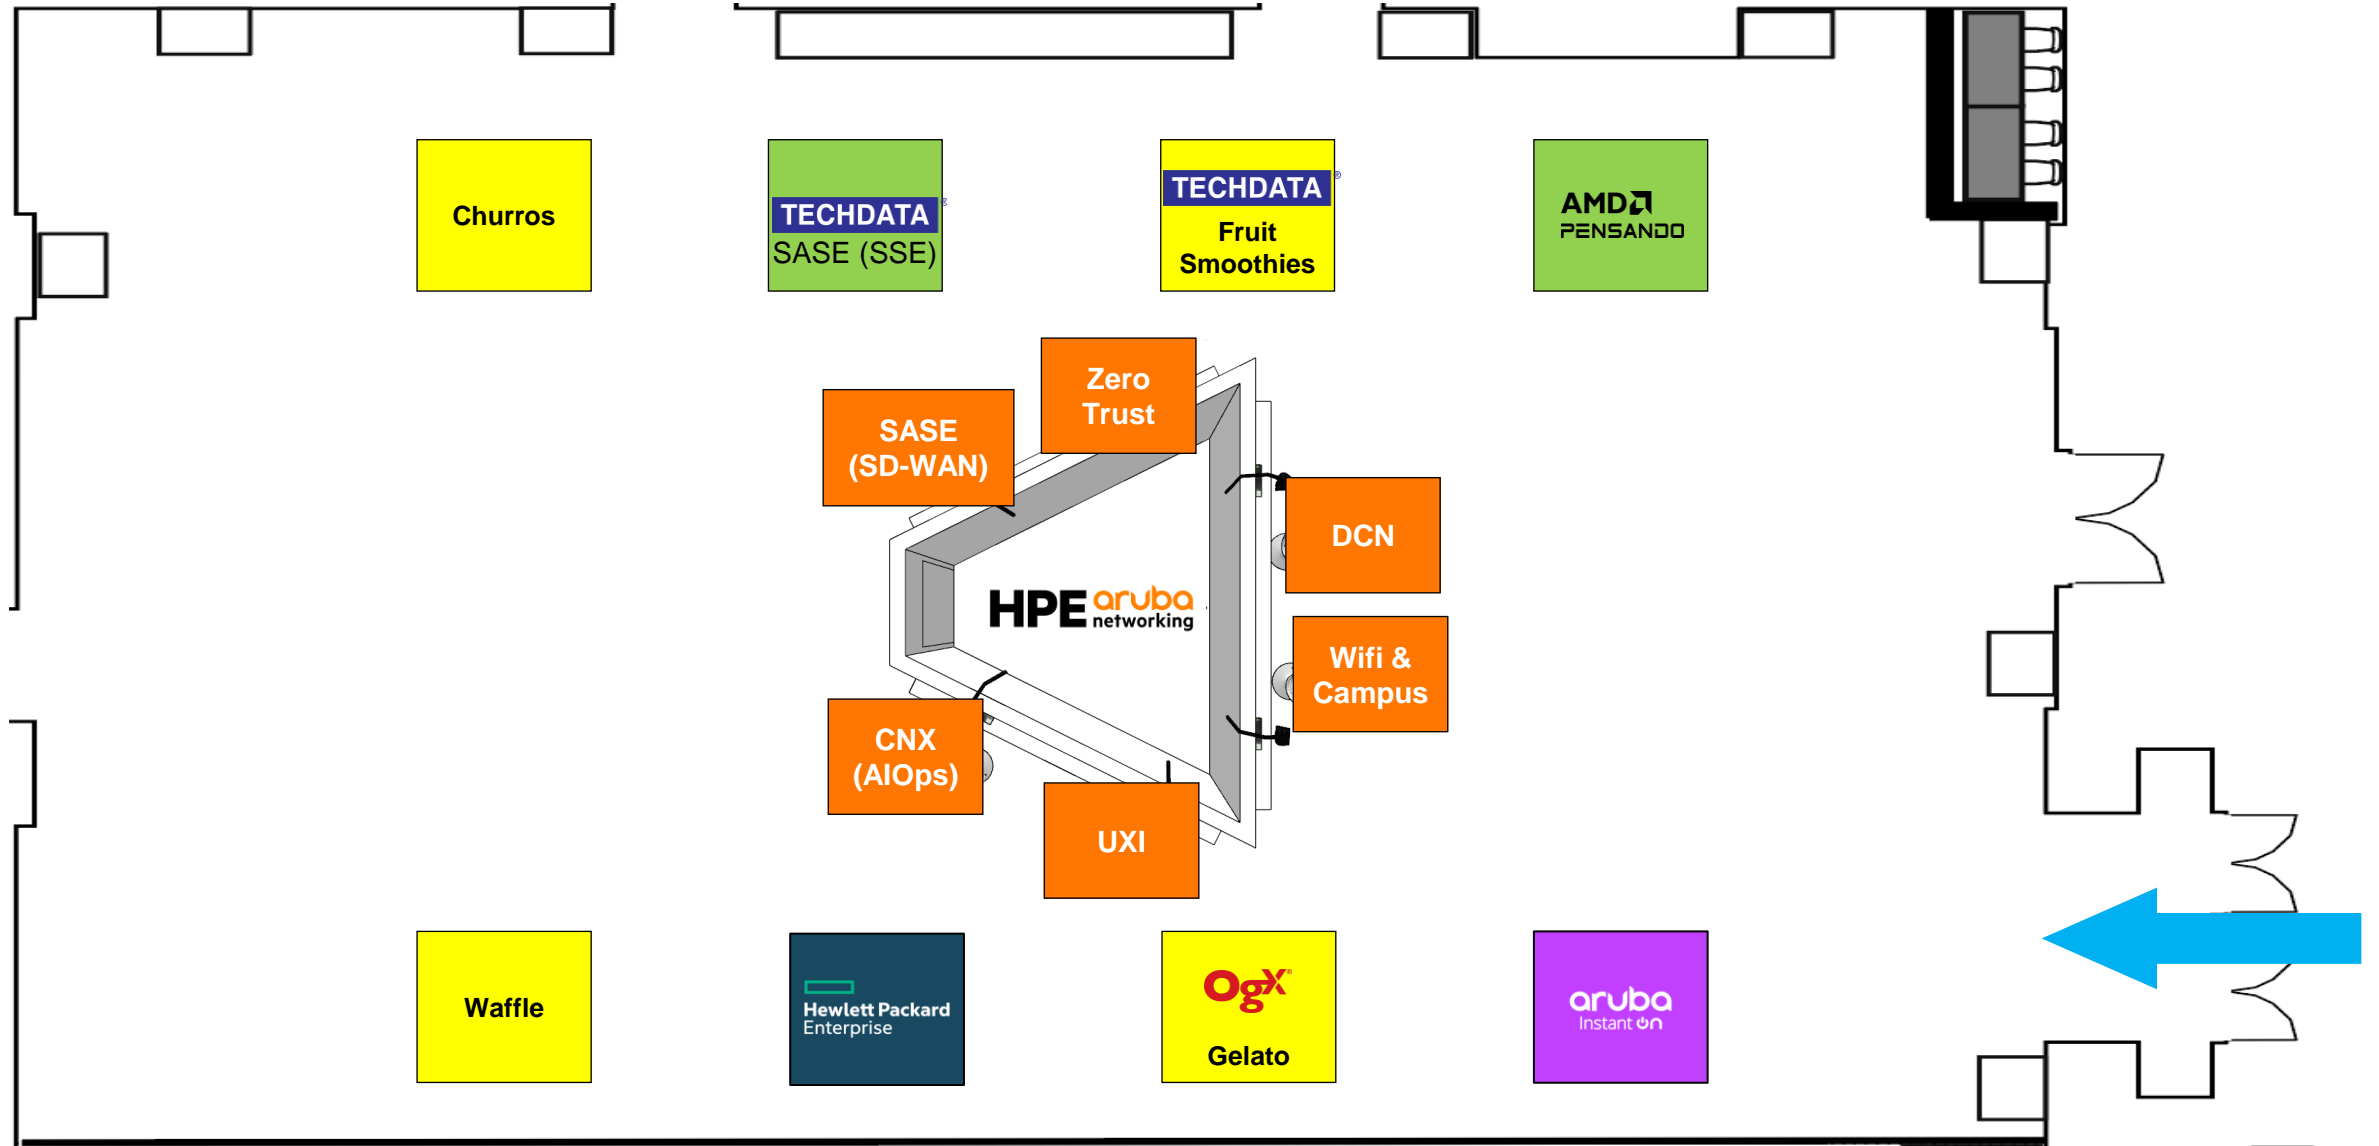 Churros
TECHDATA
SASE (SSE)
TECHDATA®
Fruit
Smoothies
AMD
PENSANDO
Zero
Trust
SASE
(SD-WAN)
DCN
HPE aruba
networking
Wifi &
Campus
CNX
(AIOps)
UXI
Waffle
Hewlett Packard
Enterprise
OgX®
Gelato
aruba
Instant on